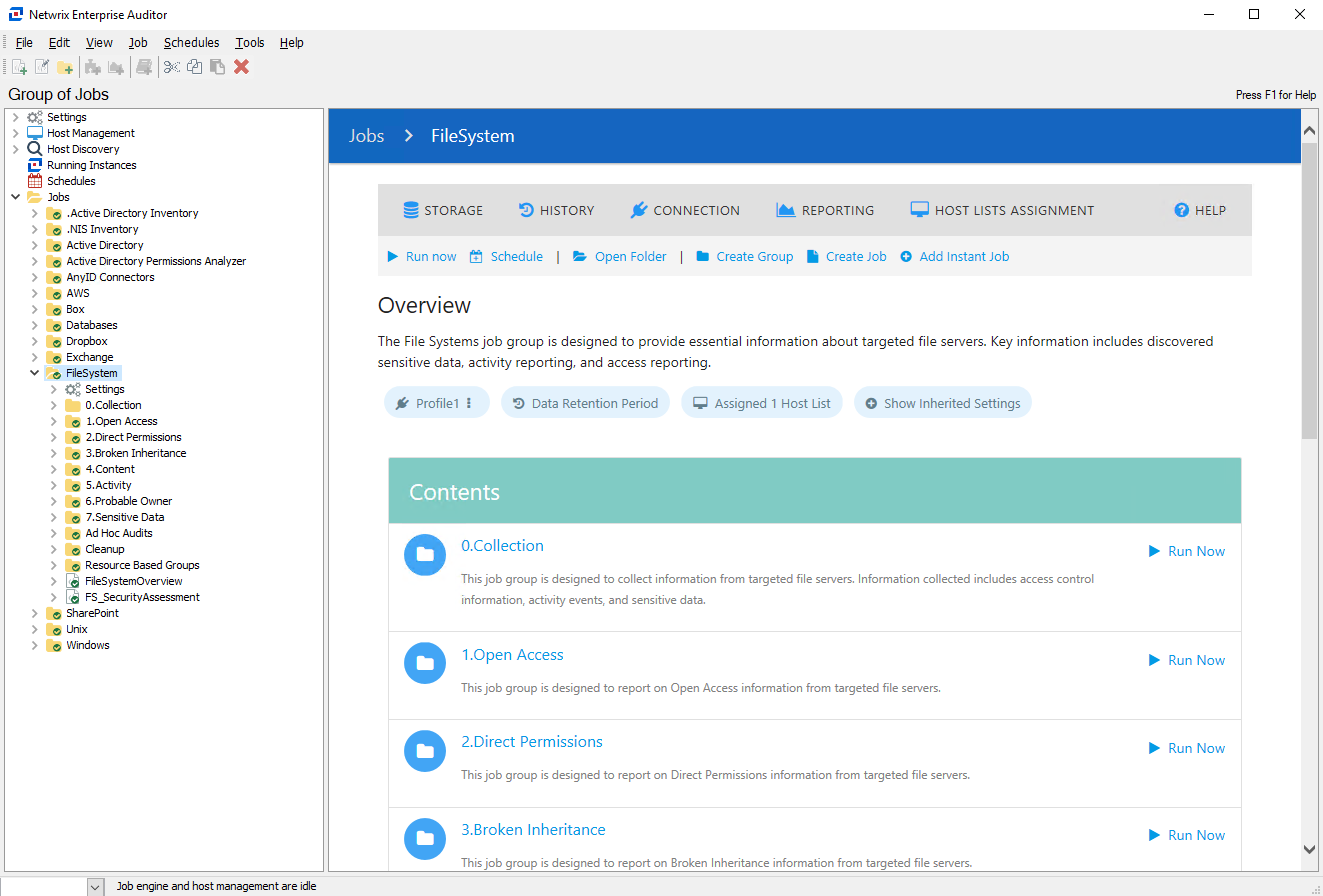 Netwrix Enterprise Auditor
File Edit View Job Schedules Tools Help
Group of Jobs
Press F1 for Help
Settings
Host Management
Host Discovery
Running Instances
Schedules
Jobs
.Active Directory Inventory
.NIS Inventory
Active Directory
Active Directory Permissions Analyzer
AnyID Connectors
AWS
Box
Databases
Dropbox
Exchange
FileSystem
Settings
0.Collection
1.Open Access
2.Direct Permissions
3.Broken Inheritance
4.Content
5.Activity
6.Probable Owner
7.Sensitive Data
Ad Hoc Audits
Cleanup
Resource Based Groups
FileSystemOverview
FS_SecurityAssessment
SharePoint
Unix
Windows
Jobs > FileSystem
STORAGE HISTORY CONNECTION REPORTING HOST LISTS ASSIGNMENT HELP
Run now Schedule | Open Folder | Create Group Create Job Add Instant Job
Overview
The File Systems job group is designed to provide essential information about targeted file servers. Key information includes discovered
sensitive data, activity reporting, and access reporting.
Profile1 Data Retention Period Assigned 1 Host List Show Inherited Settings
Contents
0.Collection
Run Now
This job group is designed to collect information from targeted file servers. Information collected includes access control
information, activity events, and sensitive data.
1.Open Access
Run Now
This job group is designed to report on Open Access information from targeted file servers.
2.Direct Permissions
Run Now
This job group is designed to report on Direct Permissions information from targeted file servers.
3.Broken Inheritance
Run Now
This job group is designed to report on Broken Inheritance information from targeted file servers.
Job engine and host management are idle